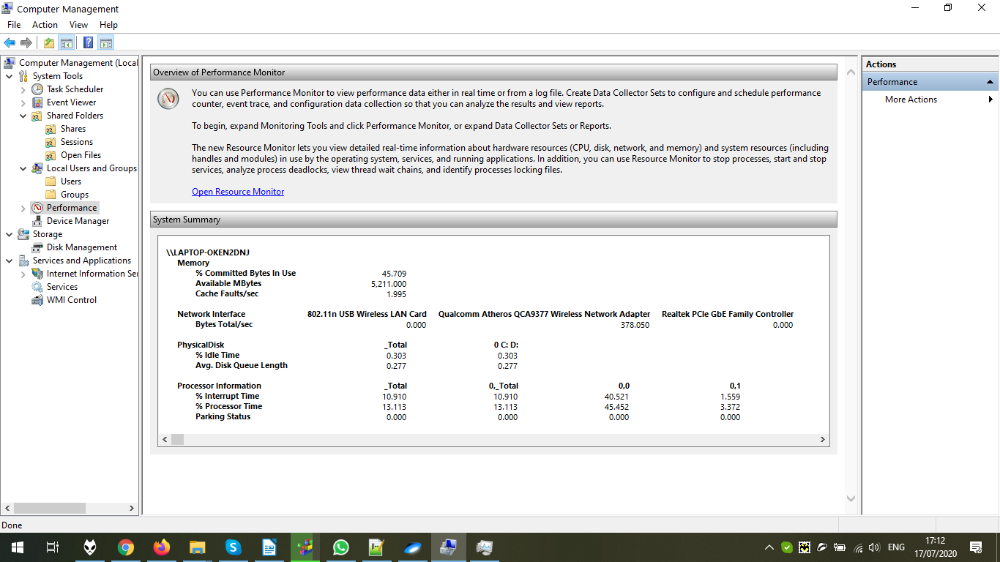 Computer Management
File Action View Help
Computer Management (Local
System Tools
Task Scheduler
Event Viewer
Shared Folders
Shares
Sessions
Open Files
Local Users and Groups
Users
Groups
Performance
Device Manager
Storage
Disk Management
Services and Applications
Internet Information Ser
Services
WMI Control
Overview of Performance Monitor
You can use Performance Monitor to view performance data either in real time or from a log file. Create Data Collector Sets to configure and schedule performance
counter, event trace, and configuration data collection so that you can analyze the results and view reports.
To begin, expand Monitoring Tools and click Performance Monitor, or expand Data Collector Sets or Reports.
The new Resource Monitor lets you view detailed real-time information about hardware resources (CPU, disk, network, and memory) and system resources (including
handles and modules) in use by the operating system, services, and running applications. In addition, you can use Resource Monitor to stop processes, start and stop
services, analyze process deadlocks, view thread wait chains, and identify processes locking files.
Open Resource Monitor
System Summary
\\LAPTOP-OKEN2DNJ
Memory
% Committed Bytes In Use 45.709
Available MBytes 5,211.000
Cache Faults/sec 1.995
Network Interface 802.11n USB Wireless LAN Card Qualcomm Atheros QCA9377 Wireless Network Adapter Realtek PCIe GbE Family Controller
Bytes Total/sec 0.000 378.050 0.000
PhysicalDisk _Total 0 C: D:
% Idle Time 0.303 0.303
Avg. Disk Queue Length 0.277 0.277
Processor Information _Total 0,_Total 0,0 0,1
% Interrupt Time 10.910 10.910 40.521 1.559
% Processor Time 13.113 13.113 45.452 3.372
Parking Status 0.000 0.000 0.000 0.000
Actions
Performance
More Actions
Done
ENG
17:12
17/07/2020